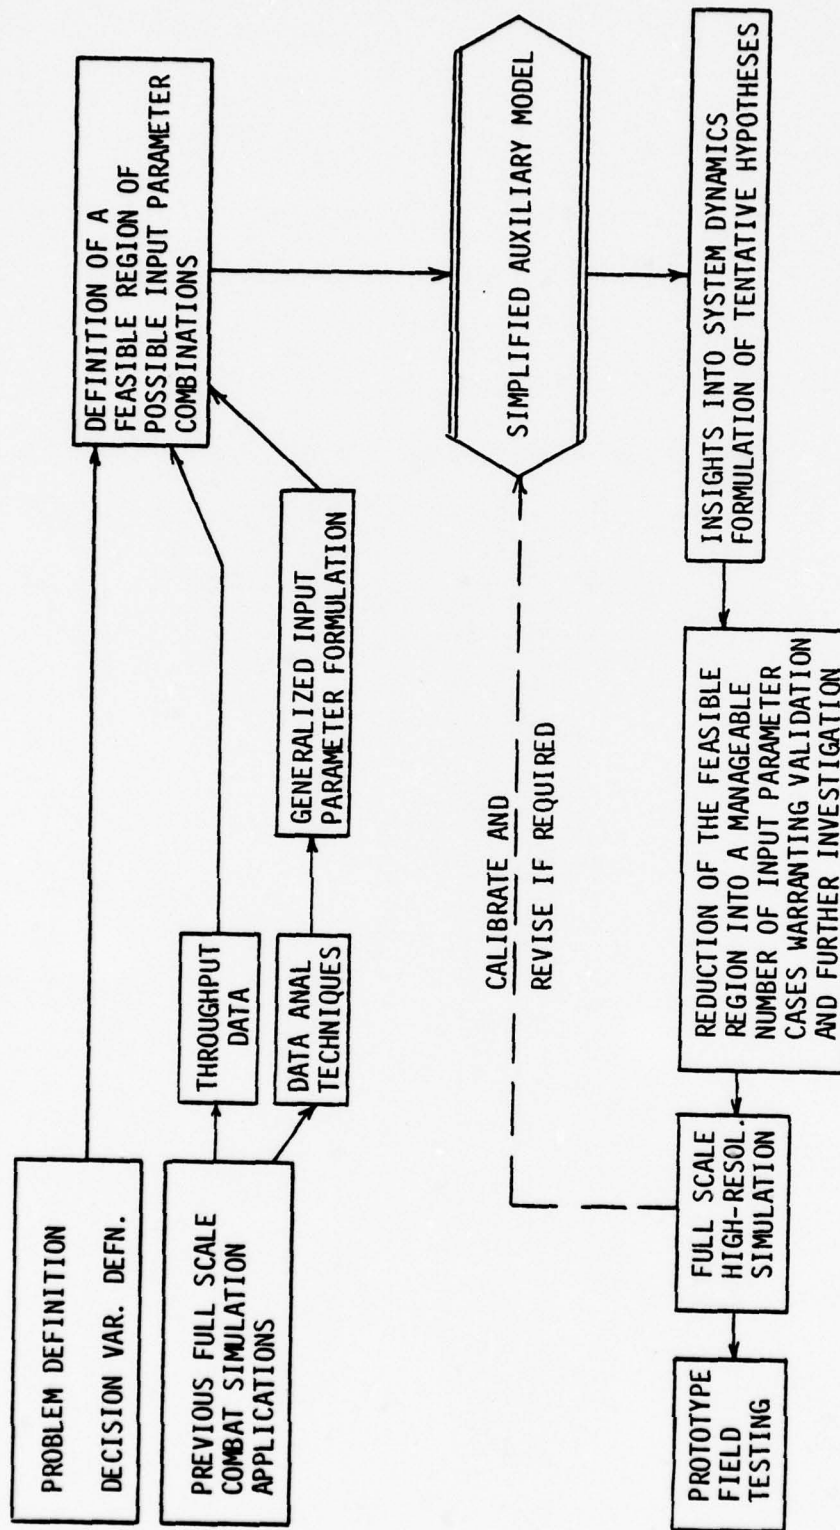 PROBLEM DEFINITION
DECISION VAR. DEFN.
PREVIOUS FULL SCALE
COMBAT SIMULATION
APPLICATIONS
THROUGHPUT
DATA
DATA ANAL
TECHNIQUES
GENERALIZED INPUT
PARAMETER FORMULATION
DEFINITION OF A
FEASIBLE REGION OF
POSSIBLE INPUT PARAMETER
COMBINATIONS
SIMPLIFIED AUXILIARY MODEL
CALIBRATE AND
REVISE IF REQUIRED
INSIGHTS INTO SYSTEM DYNAMICS
FORMULATION OF TENTATIVE HYPOTHESES
REDUCTION OF THE FEASIBLE
REGION INTO A MANAGEABLE
NUMBER OF INPUT PARAMETER
CASES WARRANTING VALIDATION
AND FURTHER INVESTIGATION
FULL SCALE
HIGH-RESOL.
SIMULATION
PROTOTYPE
FIELD
TESTING